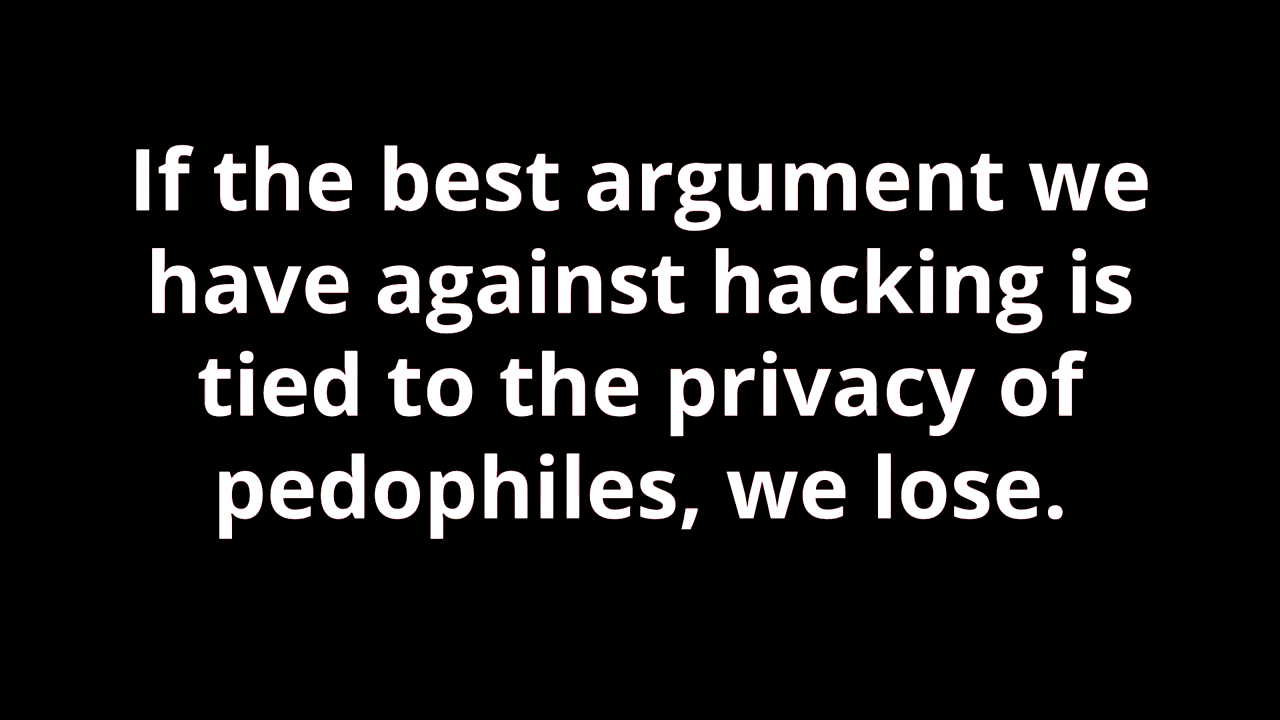 If the best argument we
have against hacking is
tied to the privacy of
pedophiles, we lose.